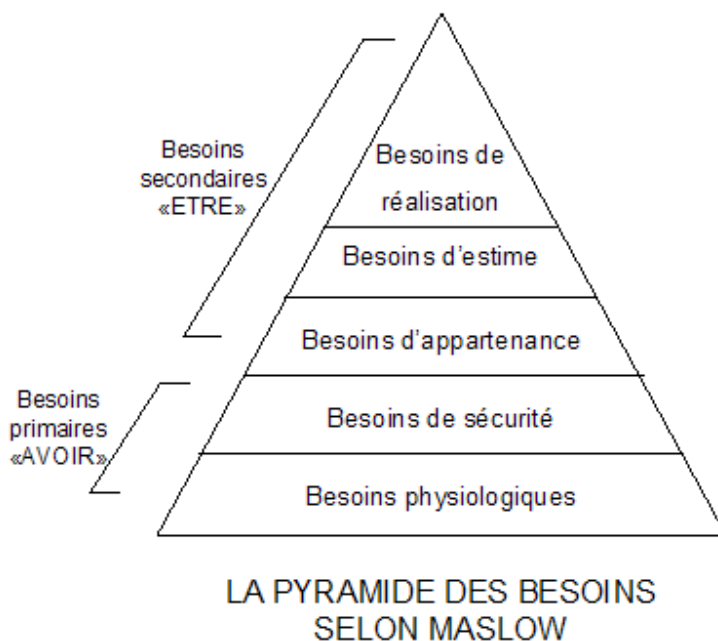 Besoins
secondaires
«ETRE»
Besoins de
réalisation
Besoins d'estime
Besoins d'appartenance
Besoins
primaires
«AVOIR»
Besoins de sécurité
Besoins physiologiques
LA PYRAMIDE DES BESOINS
SELON MASLOW